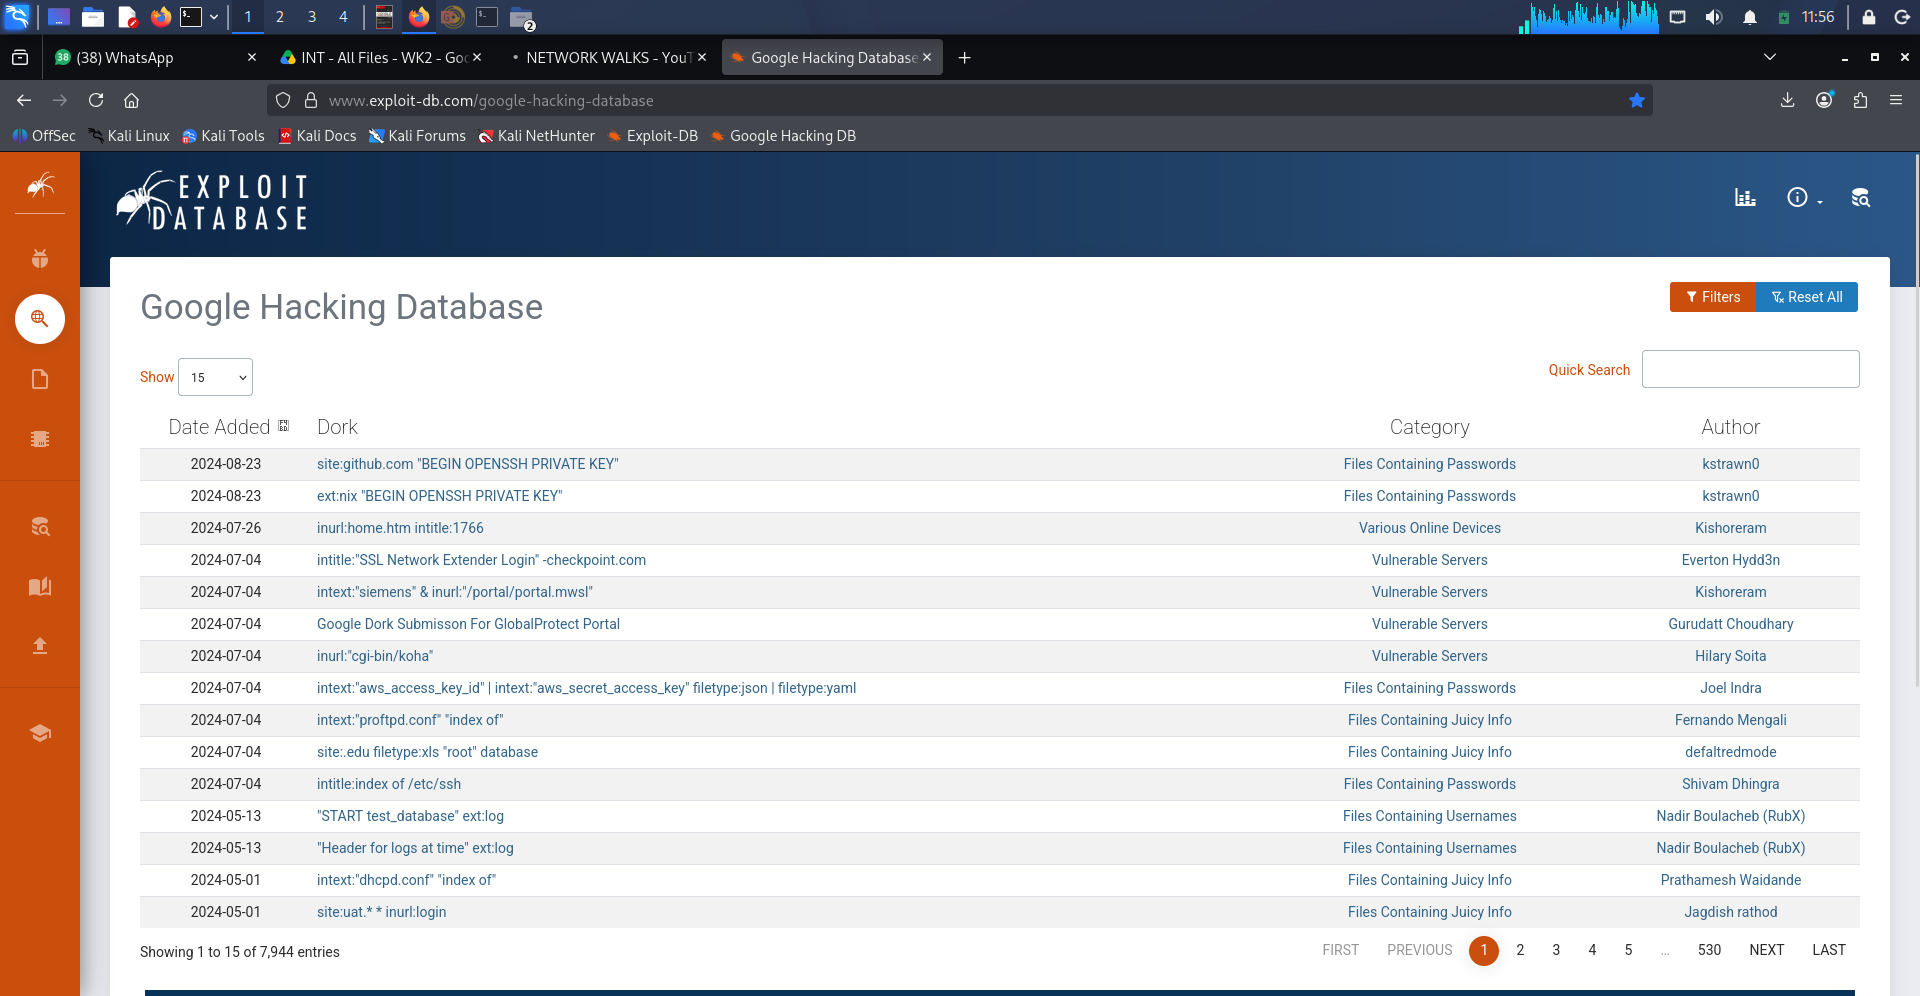 1 2 3 4 2 11:56
38 (38) WhatsApp INT - All Files - WK2 - Goo NETWORK WALKS - YouT Google Hacking Database
www.exploit-db.com/google-hacking-database
OffSec Kali Linux Kali Tools Kali Docs Kali Forums Kali NetHunter Exploit-DB Google Hacking DB
EXPLOIT
DATABASE
Google Hacking Database
Filters Reset All
Show 15 Quick Search
Date Added Dork Category Author
2024-08-23 site:github.com "BEGIN OPENSSH PRIVATE KEY" Files Containing Passwords kstrawn0
2024-08-23 ext:nix "BEGIN OPENSSH PRIVATE KEY" Files Containing Passwords kstrawn0
2024-07-26 inurl:home.htm intitle:1766 Various Online Devices Kishoreram
2024-07-04 intitle:"SSL Network Extender Login" -checkpoint.com Vulnerable Servers Everton Hydd3n
2024-07-04 intext:"siemens" & inurl:"/portal/portal.mwsl" Vulnerable Servers Kishoreram
2024-07-04 Google Dork Submisson For GlobalProtect Portal Vulnerable Servers Gurudatt Choudhary
2024-07-04 inurl:"cgi-bin/koha" Vulnerable Servers Hilary Soita
2024-07-04 intext:"aws_access_key_id" | intext:"aws_secret_access_key" filetype:json | filetype:yaml Files Containing Passwords Joel Indra
2024-07-04 intext:"proftpd.conf" "index of" Files Containing Juicy Info Fernando Mengali
2024-07-04 site:.edu filetype:xls "root" database Files Containing Juicy Info defaltredmode
2024-07-04 intitle:index of /etc/ssh Files Containing Passwords Shivam Dhingra
2024-05-13 "START test_database" ext:log Files Containing Usernames Nadir Boulacheb (RubX)
2024-05-13 "Header for logs at time" ext:log Files Containing Usernames Nadir Boulacheb (RubX)
2024-05-01 intext:"dhcpd.conf" "index of" Files Containing Juicy Info Prathamesh Waidande
2024-05-01 site:uat.* * inurl:login Files Containing Juicy Info Jagdish rathod
Showing 1 to 15 of 7,944 entries FIRST PREVIOUS 1 2 3 4 5 … 530 NEXT LAST